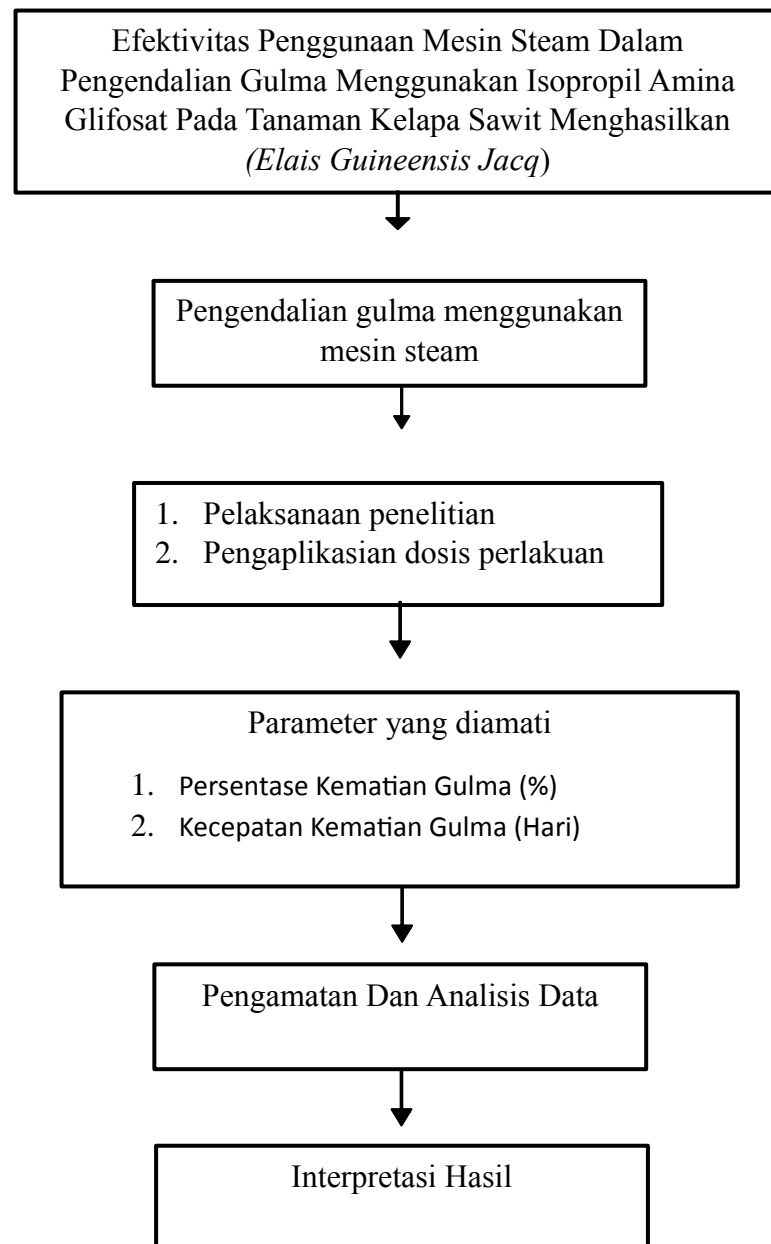 Efektivitas Penggunaan Mesin Steam Dalam
Pengendalian Gulma Menggunakan Isopropil Amina
Glifosat Pada Tanaman Kelapa Sawit Menghasilkan
(Elais Guineensis Jacq)
Pengendalian gulma menggunakan
mesin steam
1. Pelaksanaan penelitian
2. Pengaplikasian dosis perlakuan
Parameter yang diamati
1. Persentase Kematian Gulma (%)
2. Kecepatan Kematian Gulma (Hari)
Pengamatan Dan Analisis Data
Interpretasi Hasil